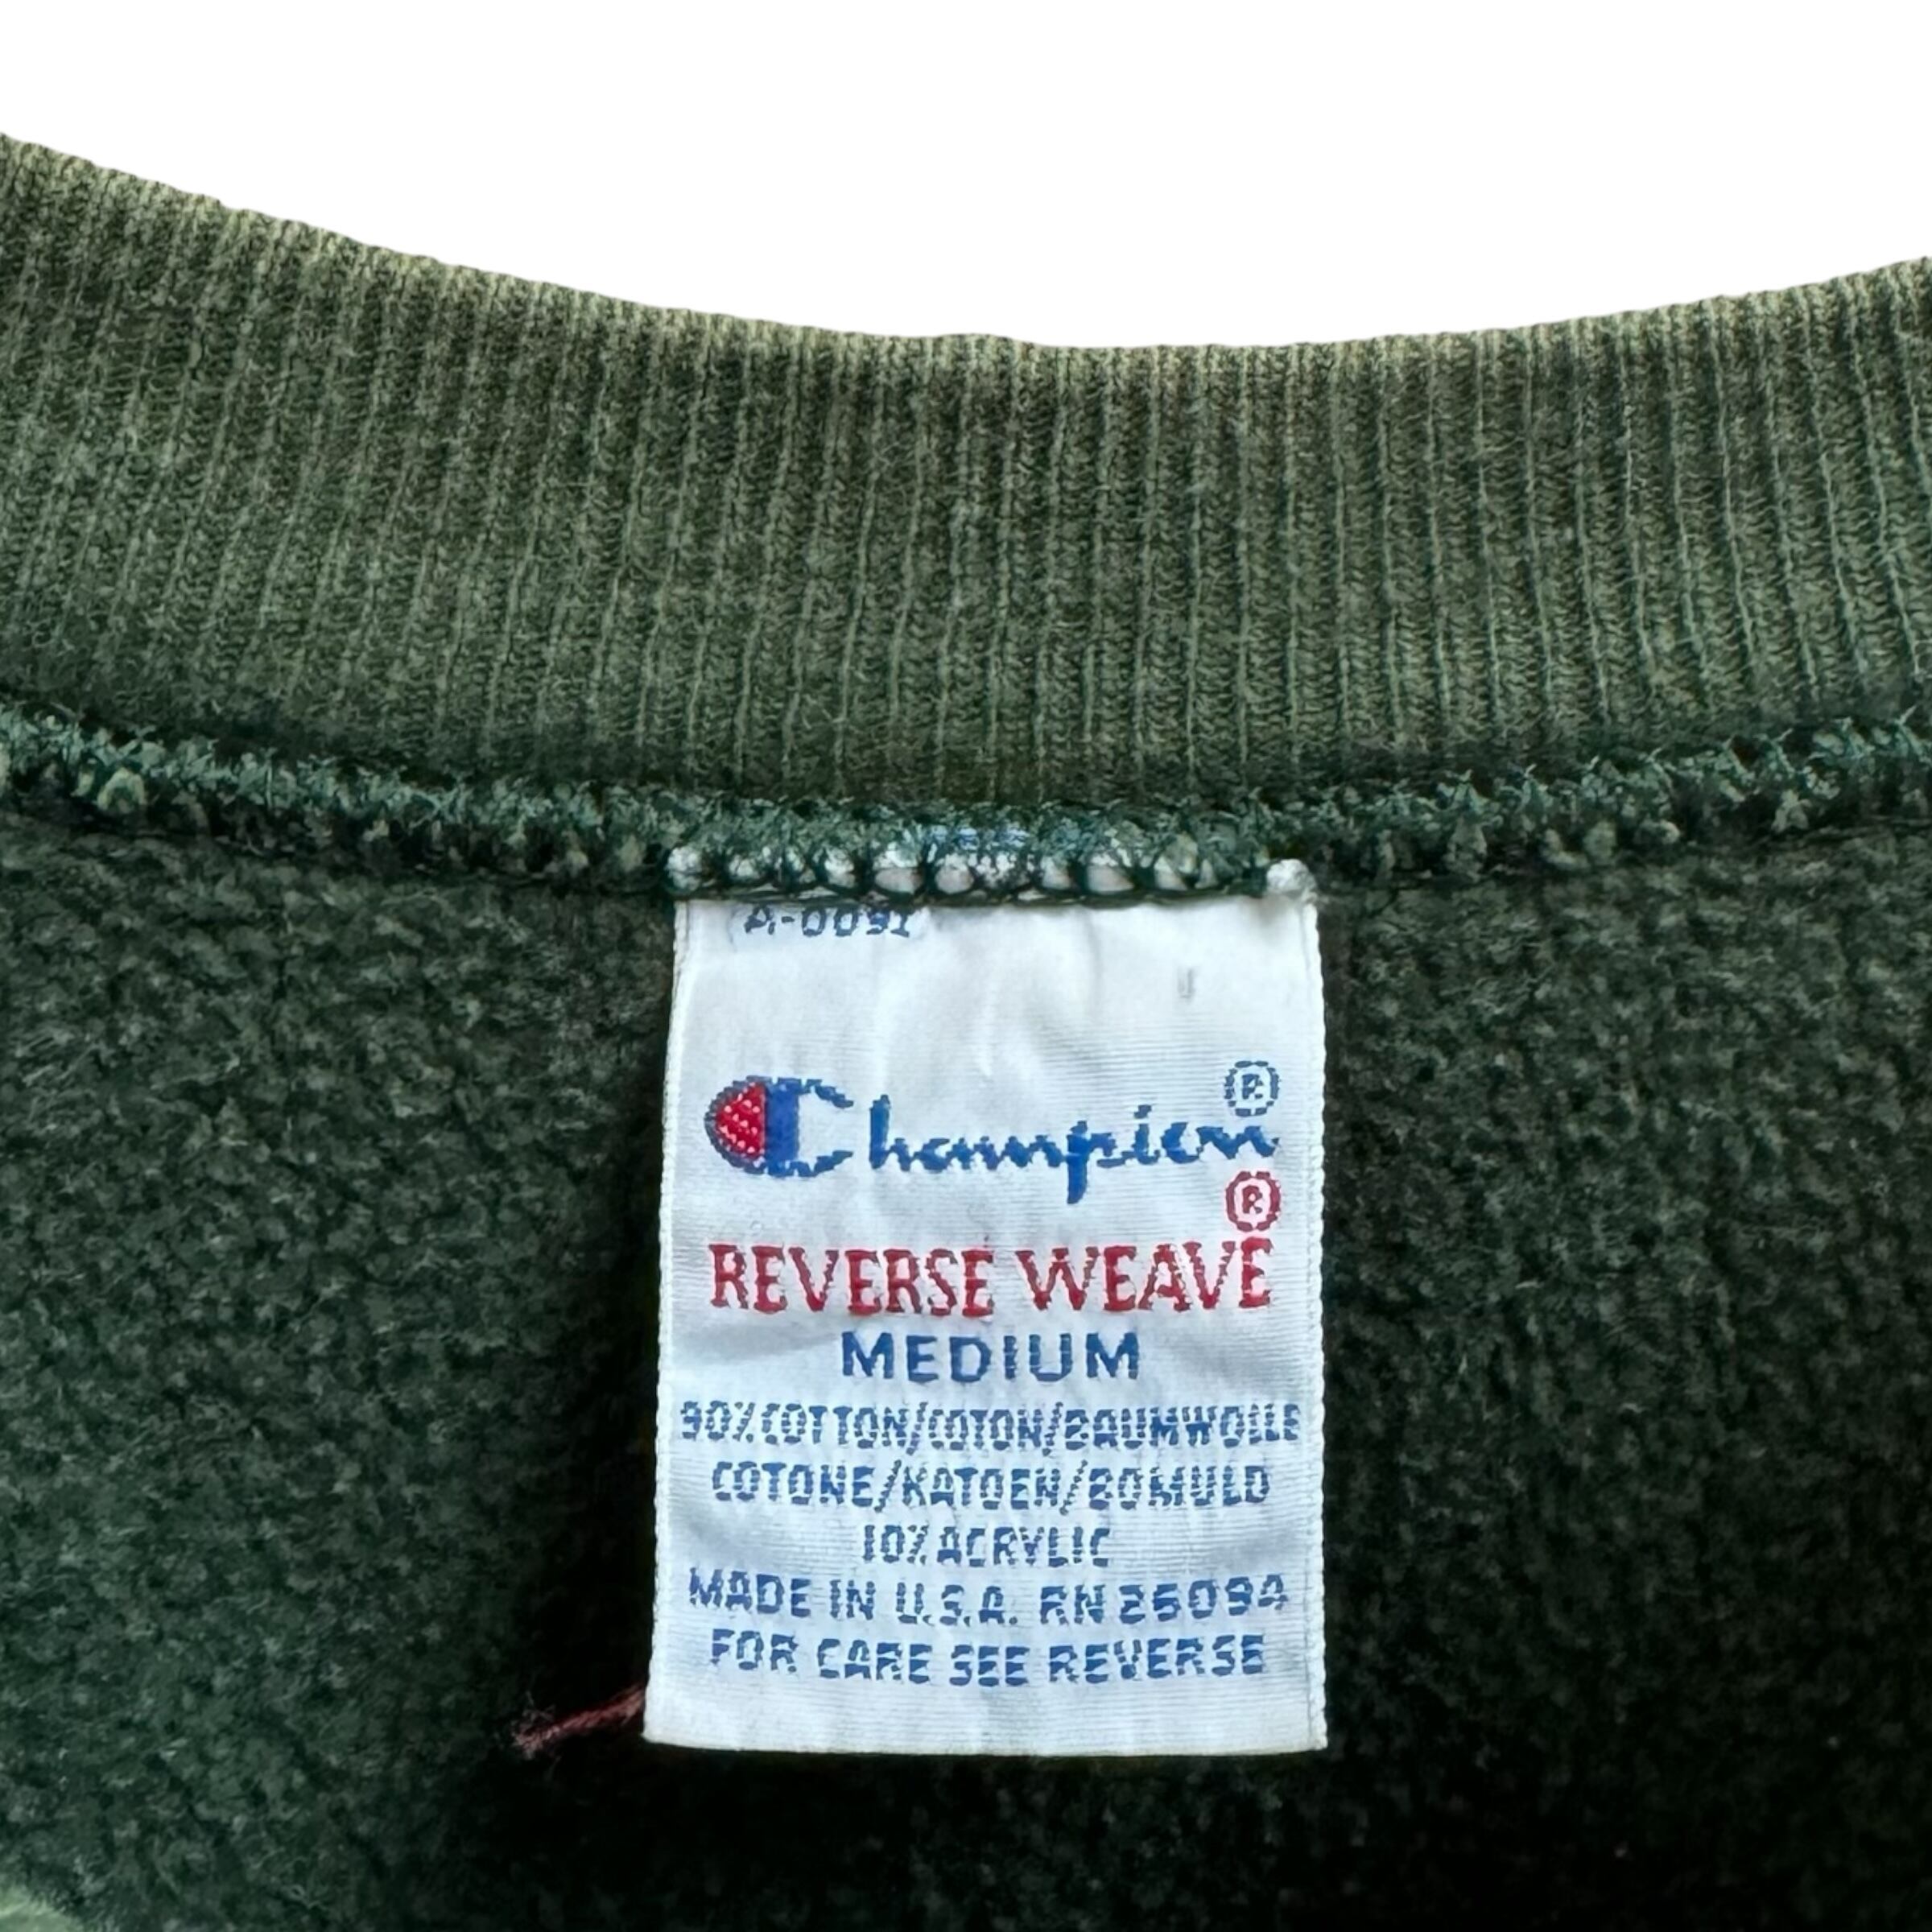 A-0091
Champion®
®
REVERSE WEAVE
MEDIUM
90% COTTON/COTON/BAUMWOLLE
COTONE/KATOEN/BOMULD
10% ACRYLIC
MADE IN U.S.A. RN 26094
FOR CARE SEE REVERSE